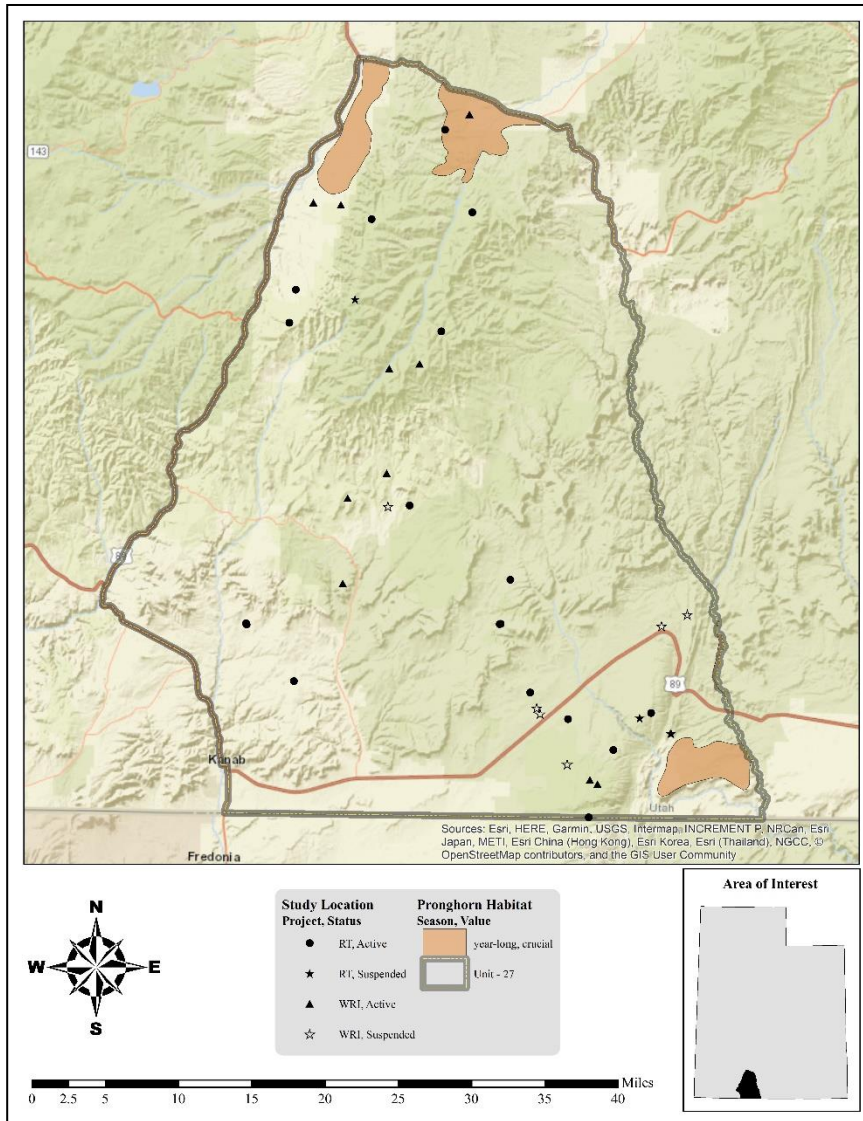 143
89
89
Kanab
Utah
Fredonia
Sources: Esri, HERE, Garmin, USGS, Intermap, INCREMENT P, NRCan, Esri
Japan, METI, Esri China (Hong Kong), Esri Korea, Esri (Thailand), NGCC, ©
OpenStreetMap contributors, and the GIS User Community
N
W E
S
Study Location
Project, Status
RT, Active
RT, Suspended
WRI, Active
WRI, Suspended
Pronghorn Habitat
Season, Value
year-long, crucial
Unit - 27
Area of Interest
Miles
0 2.5 5 10 15 20 25 30 35 40